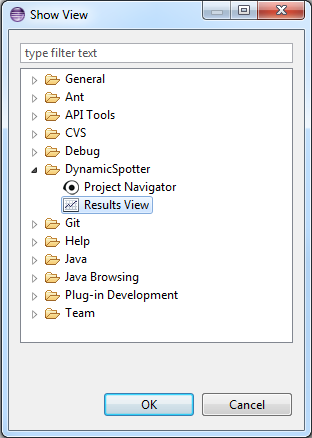 Show View
type filter text
General
Ant
API Tools
CVS
Debug
DynamicSpotter
Project Navigator
Results View
Git
Help
Java
Java Browsing
Plug-in Development
Team
OK
Cancel